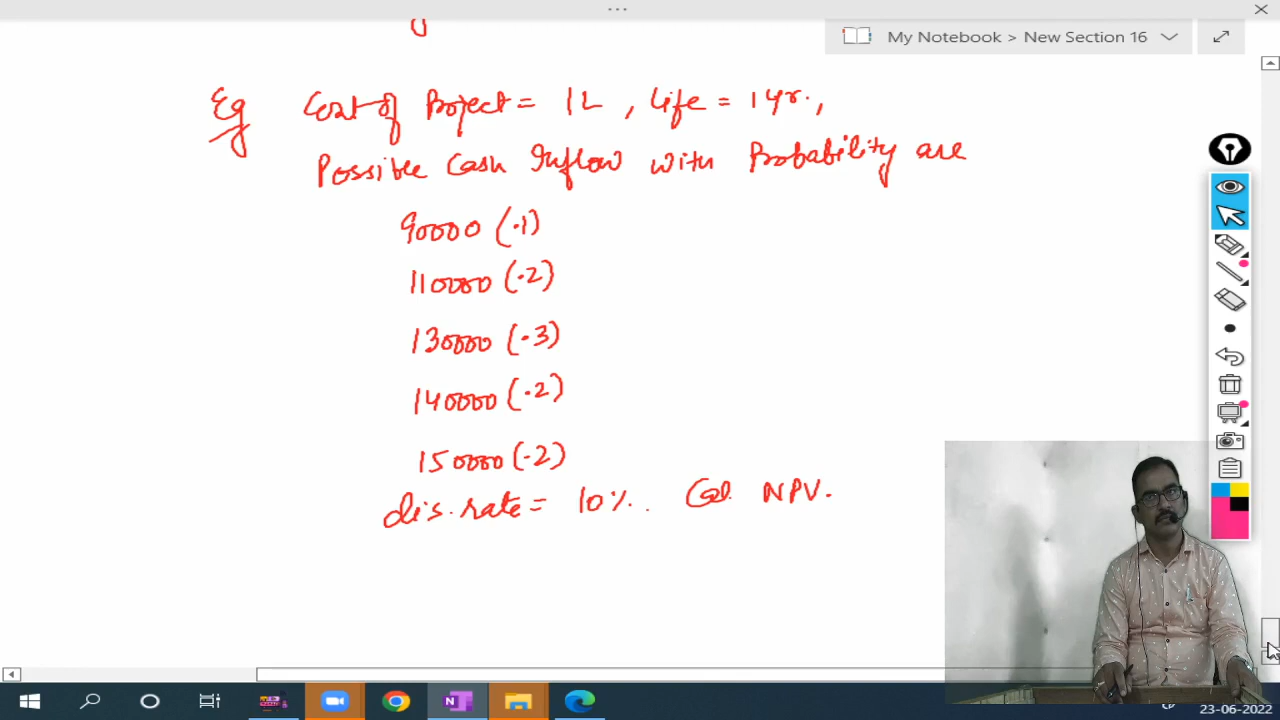 My Notebook > New Section 16
Eg Cost of Project = 1L , Life = 1 yr.,
Possible Cash Inflow with Probability are
90000 (.1)
110000 (.2)
130000 (.3)
140000 (.2)
150000 (.2)
dis. rate = 10%. Cal. NPV.
23-06-2022